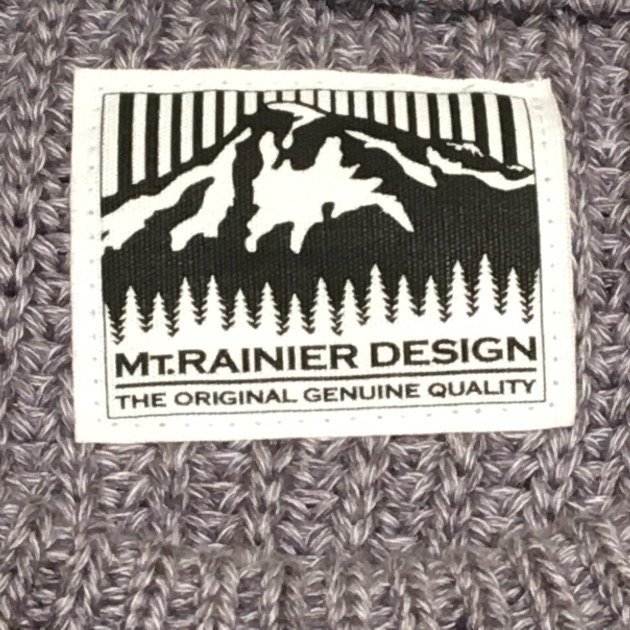 MT.RAINIER DESIGN
THE ORIGINAL GENUINE QUALITY